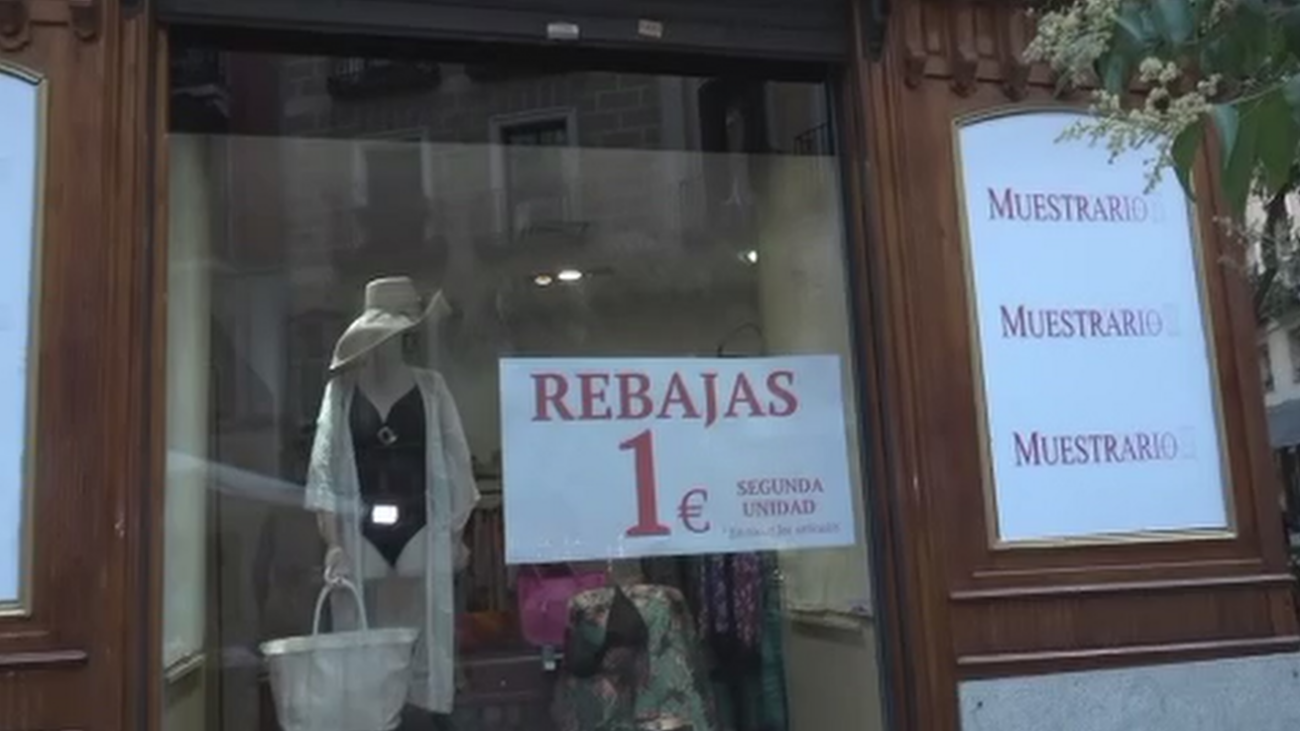 REBAJAS
1 €
SEGUNDA
UNIDAD
MUESTRARIO
MUESTRARIO
MUESTRARIO